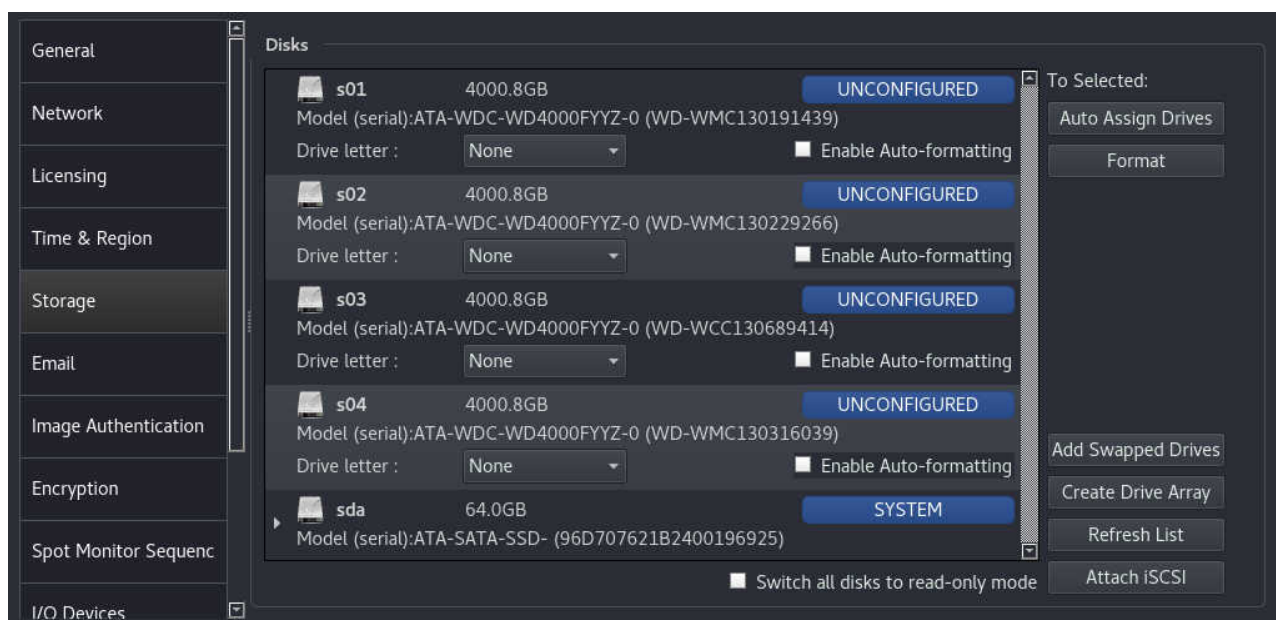 General
Network
Licensing
Time & Region
Storage
Email
Image Authentication
Encryption
Spot Monitor Sequenc
I/O Devices
Disks
s01 4000.8GB UNCONFIGURED
Model (serial):ATA-WDC-WD4000FYYZ-0 (WD-WMC130191439)
Drive letter : None Enable Auto-formatting
s02 4000.8GB UNCONFIGURED
Model (serial):ATA-WDC-WD4000FYYZ-0 (WD-WMC130229266)
Drive letter : None Enable Auto-formatting
s03 4000.8GB UNCONFIGURED
Model (serial):ATA-WDC-WD4000FYYZ-0 (WD-WCC130689414)
Drive letter : None Enable Auto-formatting
s04 4000.8GB UNCONFIGURED
Model (serial):ATA-WDC-WD4000FYYZ-0 (WD-WMC130316039)
Drive letter : None Enable Auto-formatting
sda 64.0GB SYSTEM
Model (serial):ATA-SATA-SSD- (96D707621B2400196925)
Switch all disks to read-only mode
To Selected:
Auto Assign Drives
Format
Add Swapped Drives
Create Drive Array
Refresh List
Attach iSCSI